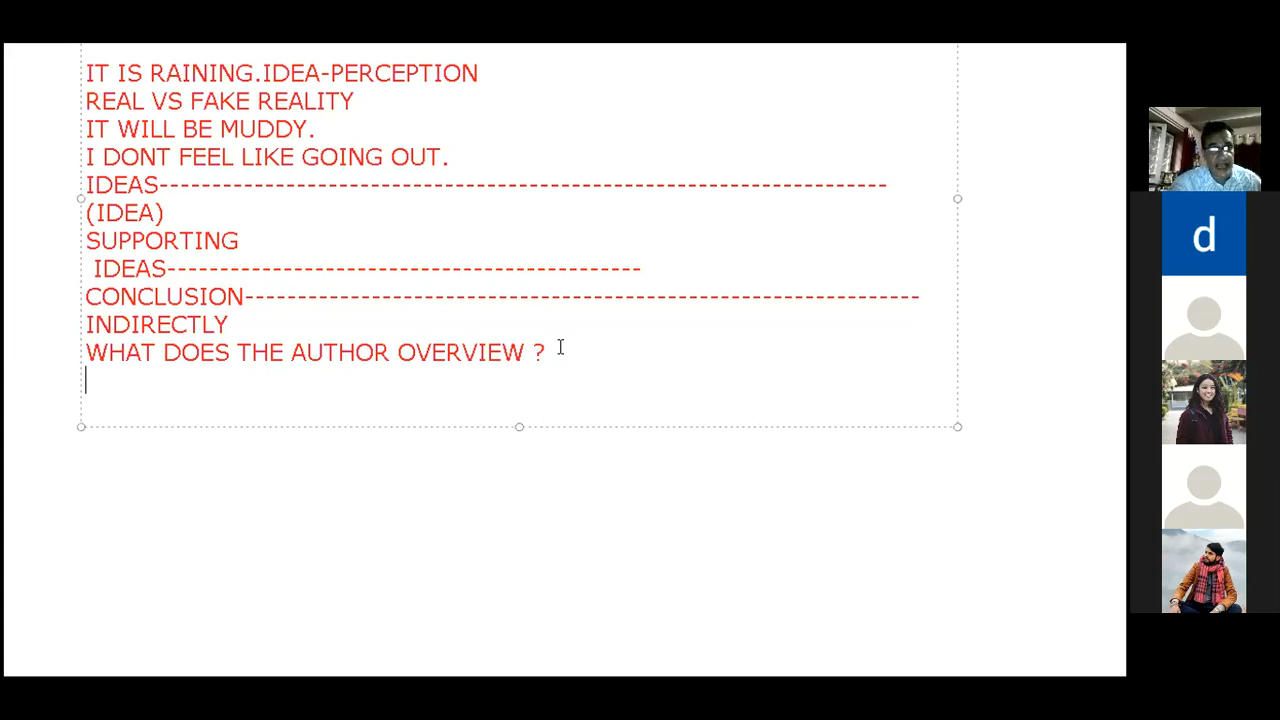 IT IS RAINING.IDEA-PERCEPTION
REAL VS FAKE REALITY
IT WILL BE MUDDY.
I DONT FEEL LIKE GOING OUT.
IDEAS-------------------------------------------------------------------
(IDEA)
SUPPORTING
IDEAS--------------------------------------------
CONCLUSION--------------------------------------------------------------
INDIRECTLY
WHAT DOES THE AUTHOR OVERVIEW ?
d